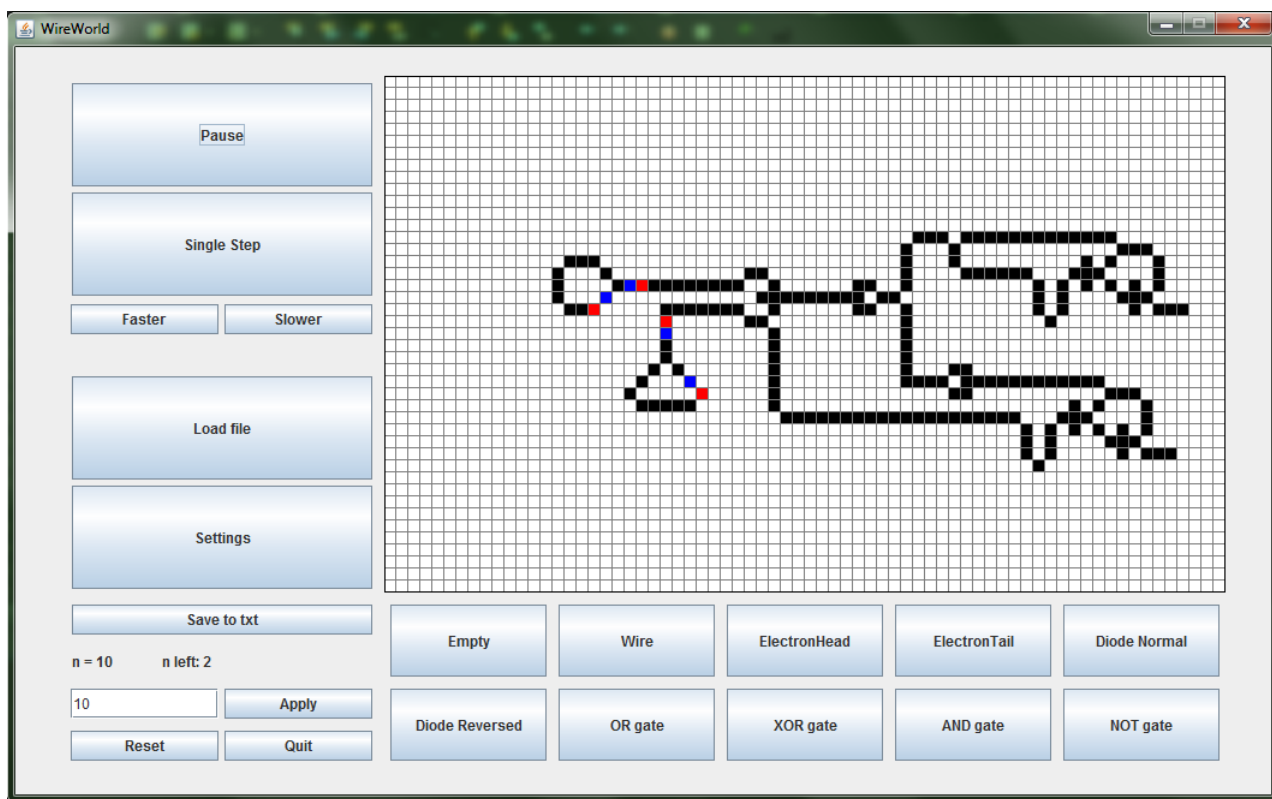 WireWorld
Pause
Single Step
Faster Slower
Load file
Settings
Save to txt
n = 10 n left: 2
10 Apply
Reset Quit
Empty Wire ElectronHead ElectronTail Diode Normal
Diode Reversed OR gate XOR gate AND gate NOT gate